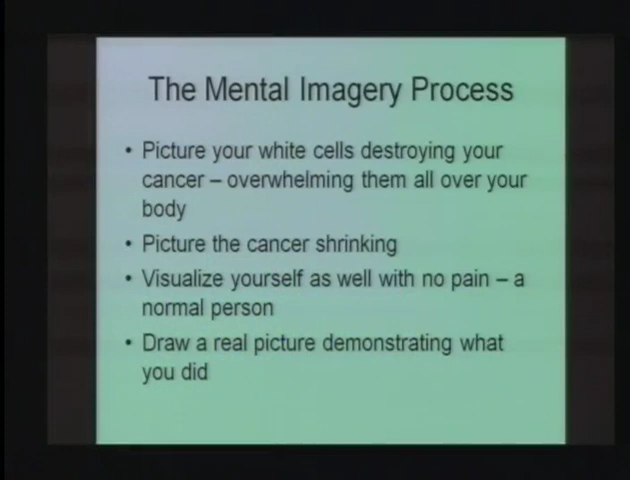 The Mental Imagery Process
• Picture your white cells destroying your
cancer – overwhelming them all over your
body
• Picture the cancer shrinking
• Visualize yourself as well with no pain – a
normal person
• Draw a real picture demonstrating what
you did